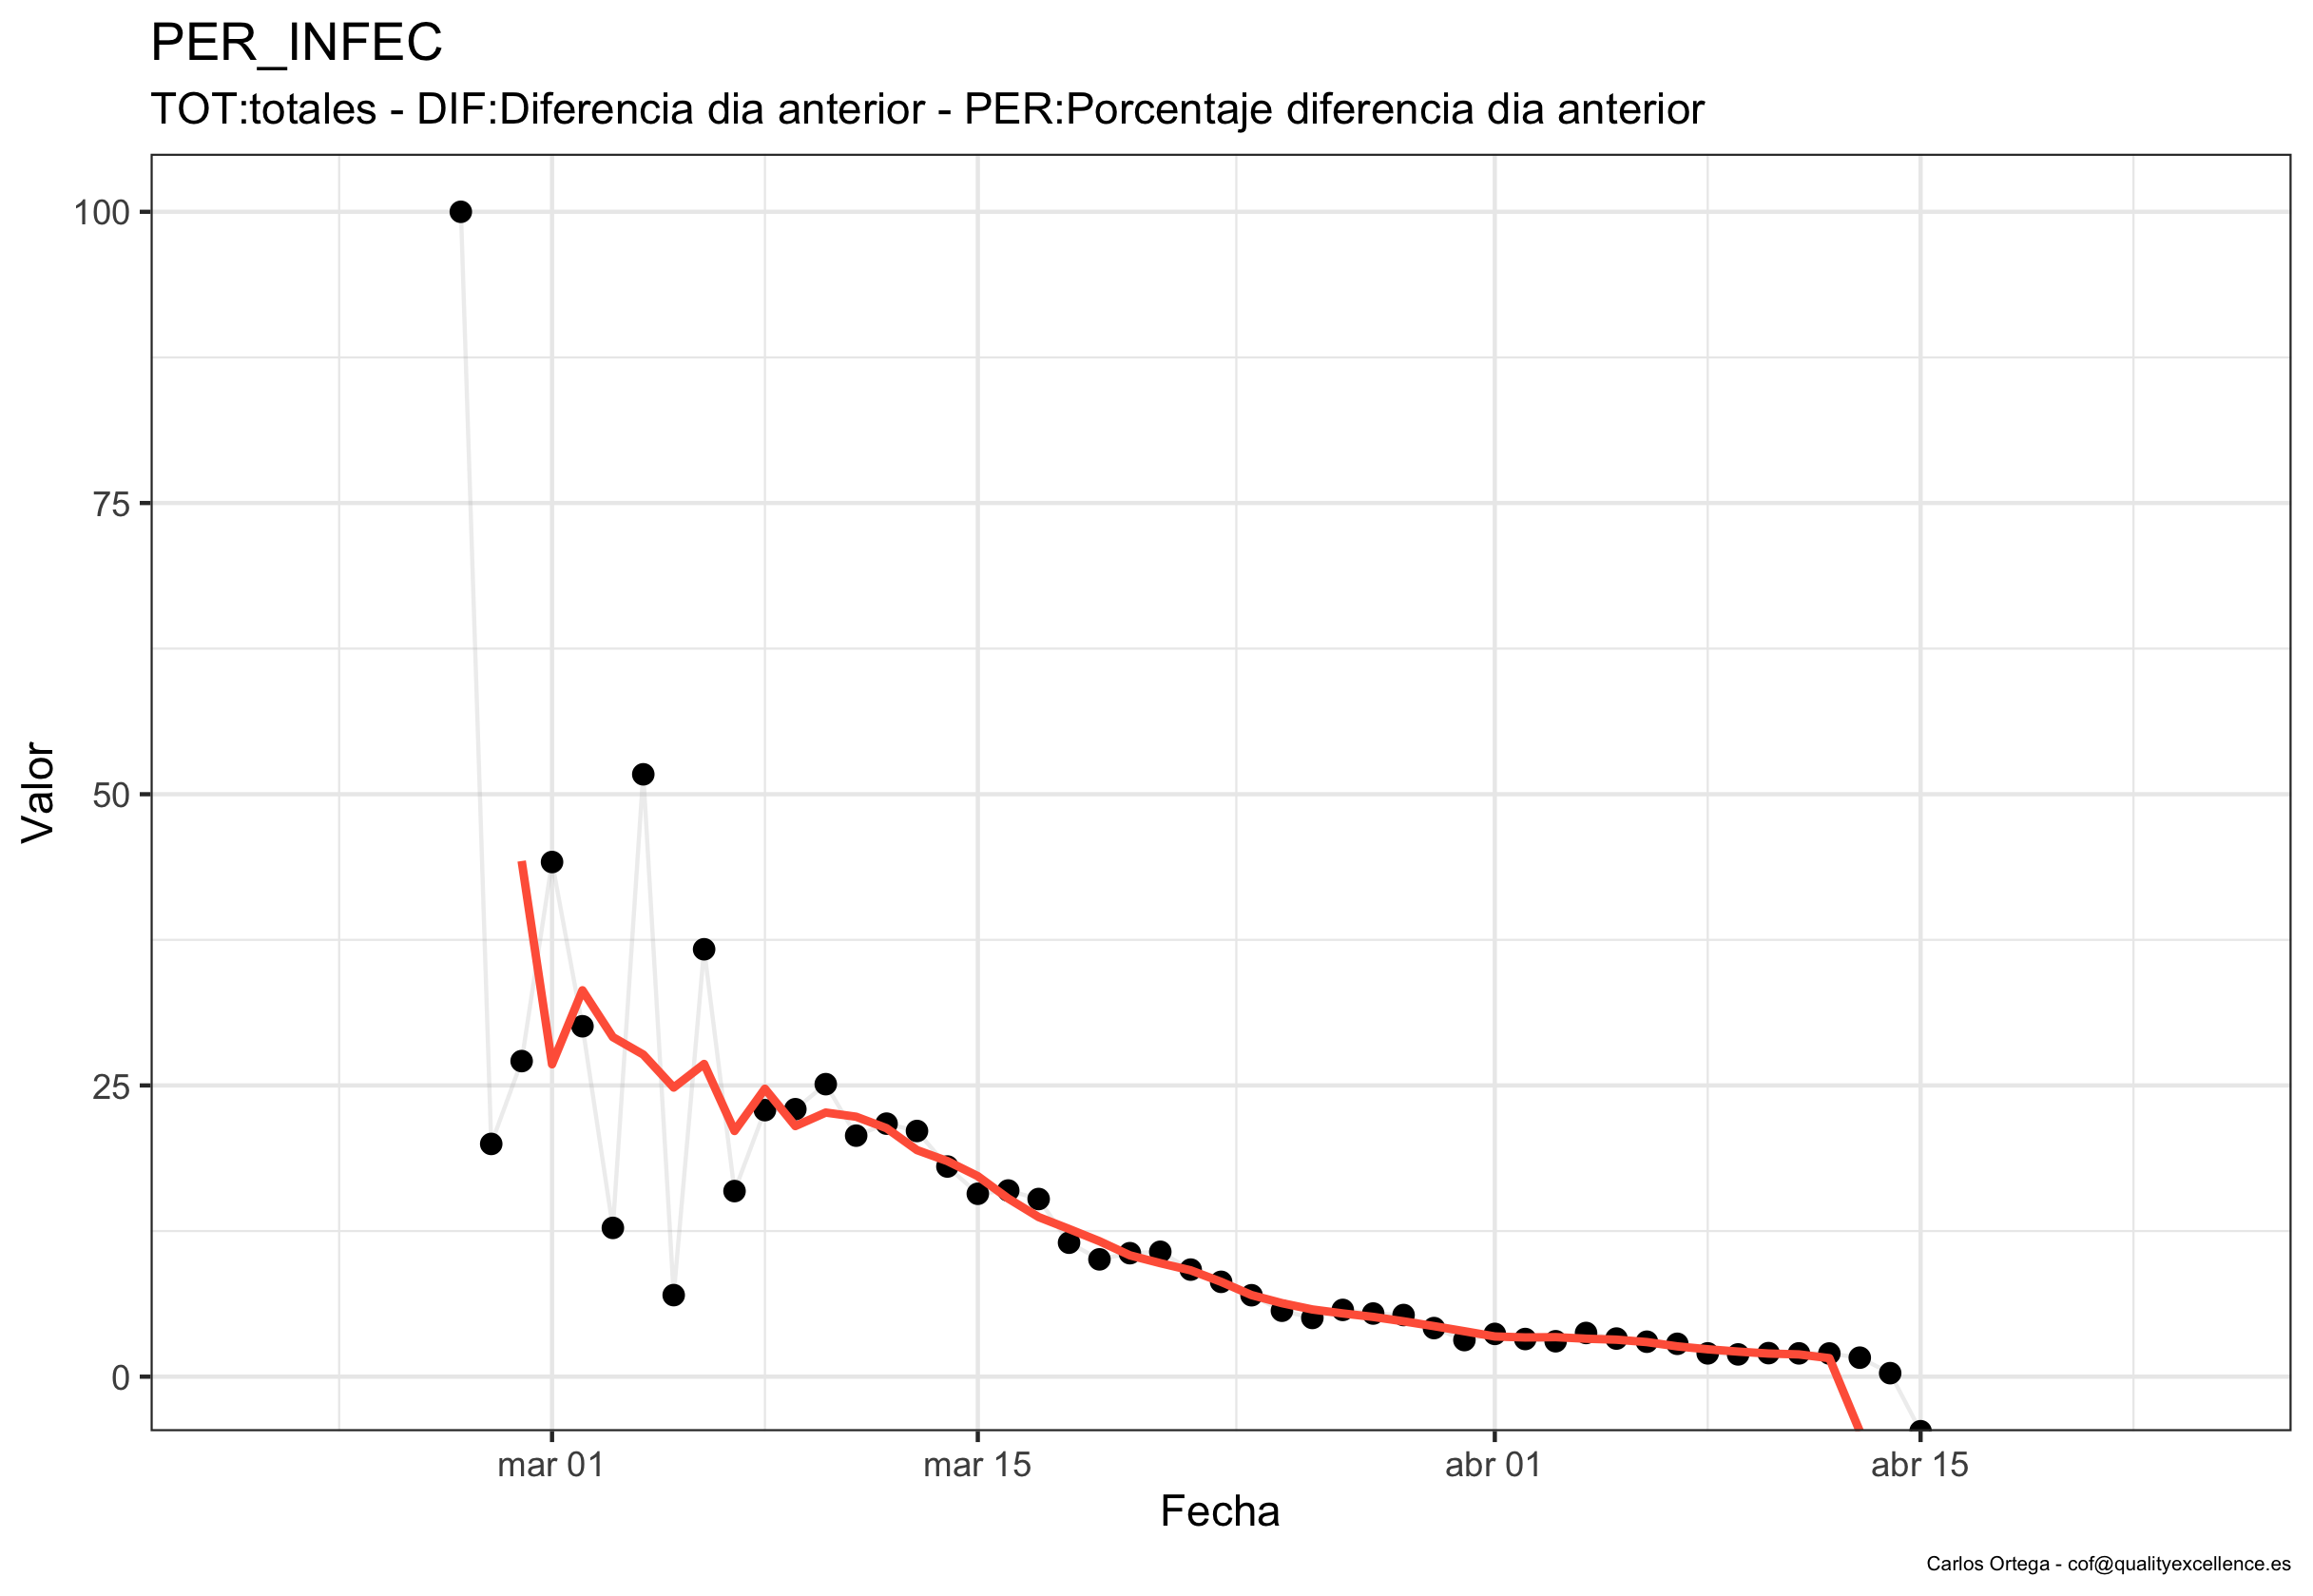 PER_INFEC
TOT:totales - DIF:Diferencia dia anterior - PER:Porcentaje diferencia dia anterior
Valor
100
75
50
25
0
mar 01
mar 15
abr 01
abr 15
Fecha
Carlos Ortega - cof@qualityexcellence.es